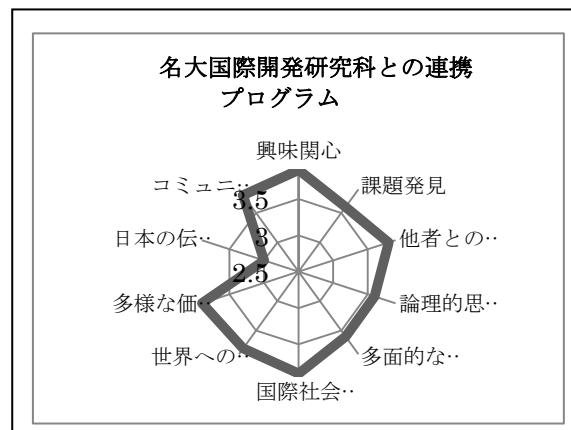 名大国際開発研究科との連携
プログラム
興味関心
課題発見
他者との‥
論理的思‥
多面的な‥
国際社会‥
世界への‥
多様な価‥
日本の伝‥
コミュニ‥
3.5
3
2.5